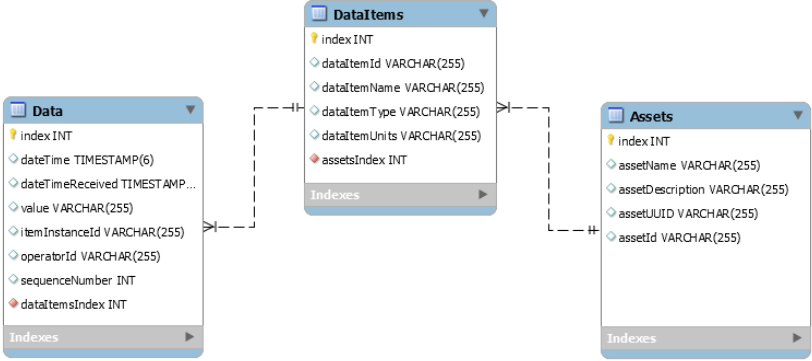 DataItems
index INT
dataItemId VARCHAR(255)
dataItemName VARCHAR(255)
dataItemType VARCHAR(255)
dataItemUnits VARCHAR(255)
assetsIndex INT
Indexes
Data
index INT
dateTime TIMESTAMP(6)
dateTimeReceived TIMESTAMP...
value VARCHAR(255)
itemInstanceId VARCHAR(255)
operatorId VARCHAR(255)
sequenceNumber INT
dataItemsIndex INT
Indexes
Assets
index INT
assetName VARCHAR(255)
assetDescription VARCHAR(255)
assetUUID VARCHAR(255)
assetId VARCHAR(255)
Indexes